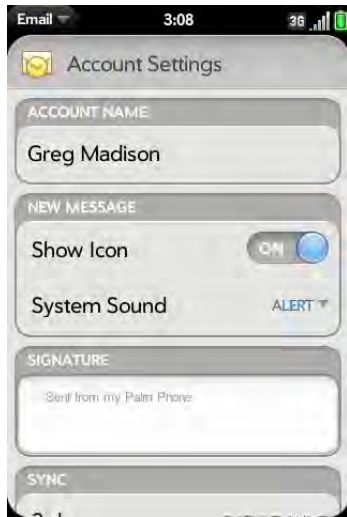 Email
3:08
3G
Account Settings
ACCOUNT NAME
Greg Madison
NEW MESSAGE
Show Icon
ON
System Sound
ALERT
SIGNATURE
Sent from my Palm Phone
SYNC